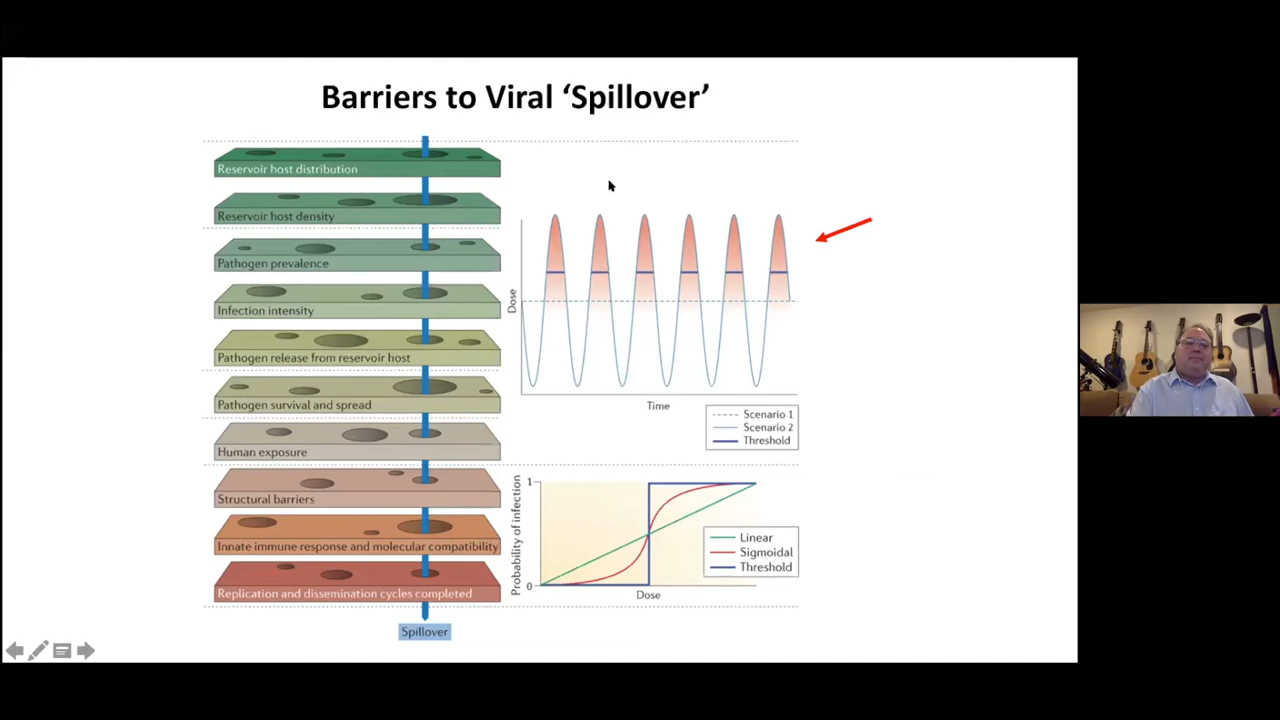 Barriers to Viral ‘Spillover’
Reservoir host distribution
Reservoir host density
Pathogen prevalence
Infection intensity
Pathogen release from reservoir host
Pathogen survival and spread
Human exposure
Structural barriers
Innate immune response and molecular compatibility
Replication and dissemination cycles completed
Spillover
Dose
Time
Scenario 1
Scenario 2
Threshold
Probability of infection
1
0
Dose
Linear
Sigmoidal
Threshold